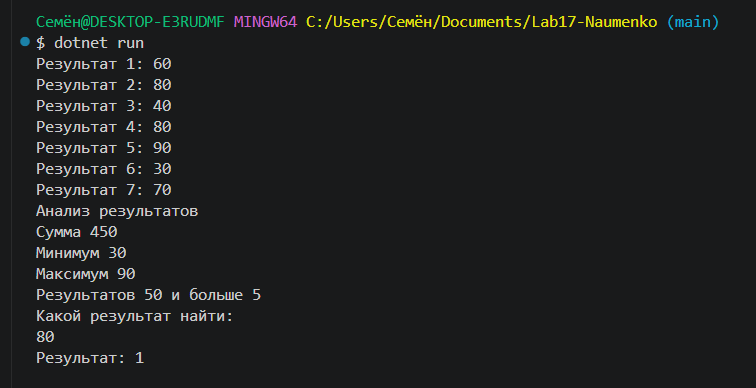 Семён@DESKTOP-E3RUDMF MINGW64 C:/Users/Семён/Documents/Lab17-Naumenko (main)
$ dotnet run
Результат 1: 60
Результат 2: 80
Результат 3: 40
Результат 4: 80
Результат 5: 90
Результат 6: 30
Результат 7: 70
Анализ результатов
Сумма 450
Минимум 30
Максимум 90
Результатов 50 и больше 5
Какой результат найти:
80
Результат: 1